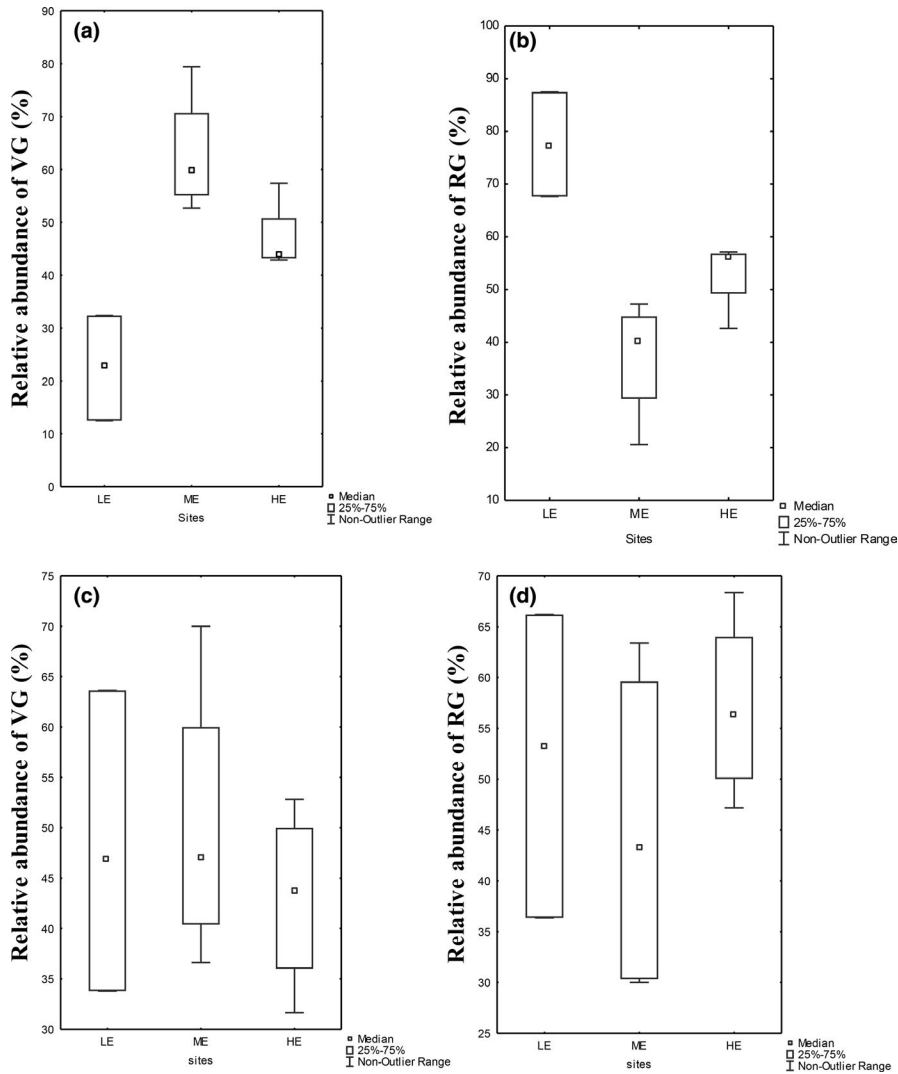 (a)
Relative abundance of VG (%)
90
80
70
60
50
40
30
20
10
0
LE ME HE
Sites
Median
25%-75%
Non-Outlier Range
(b)
Relative abundance of RG (%)
100
90
80
70
60
50
40
30
20
10
LE ME HE
Sites
Median
25%-75%
Non-Outlier Range
(c)
Relative abundance of VG (%)
75
70
65
60
55
50
45
40
35
30
LE ME HE
sites
Median
25%-75%
Non-Outlier Range
(d)
Relative abundance of RG (%)
70
65
60
55
50
45
40
35
30
25
LE ME HE
sites
Median
25%-75%
Non-Outlier Range